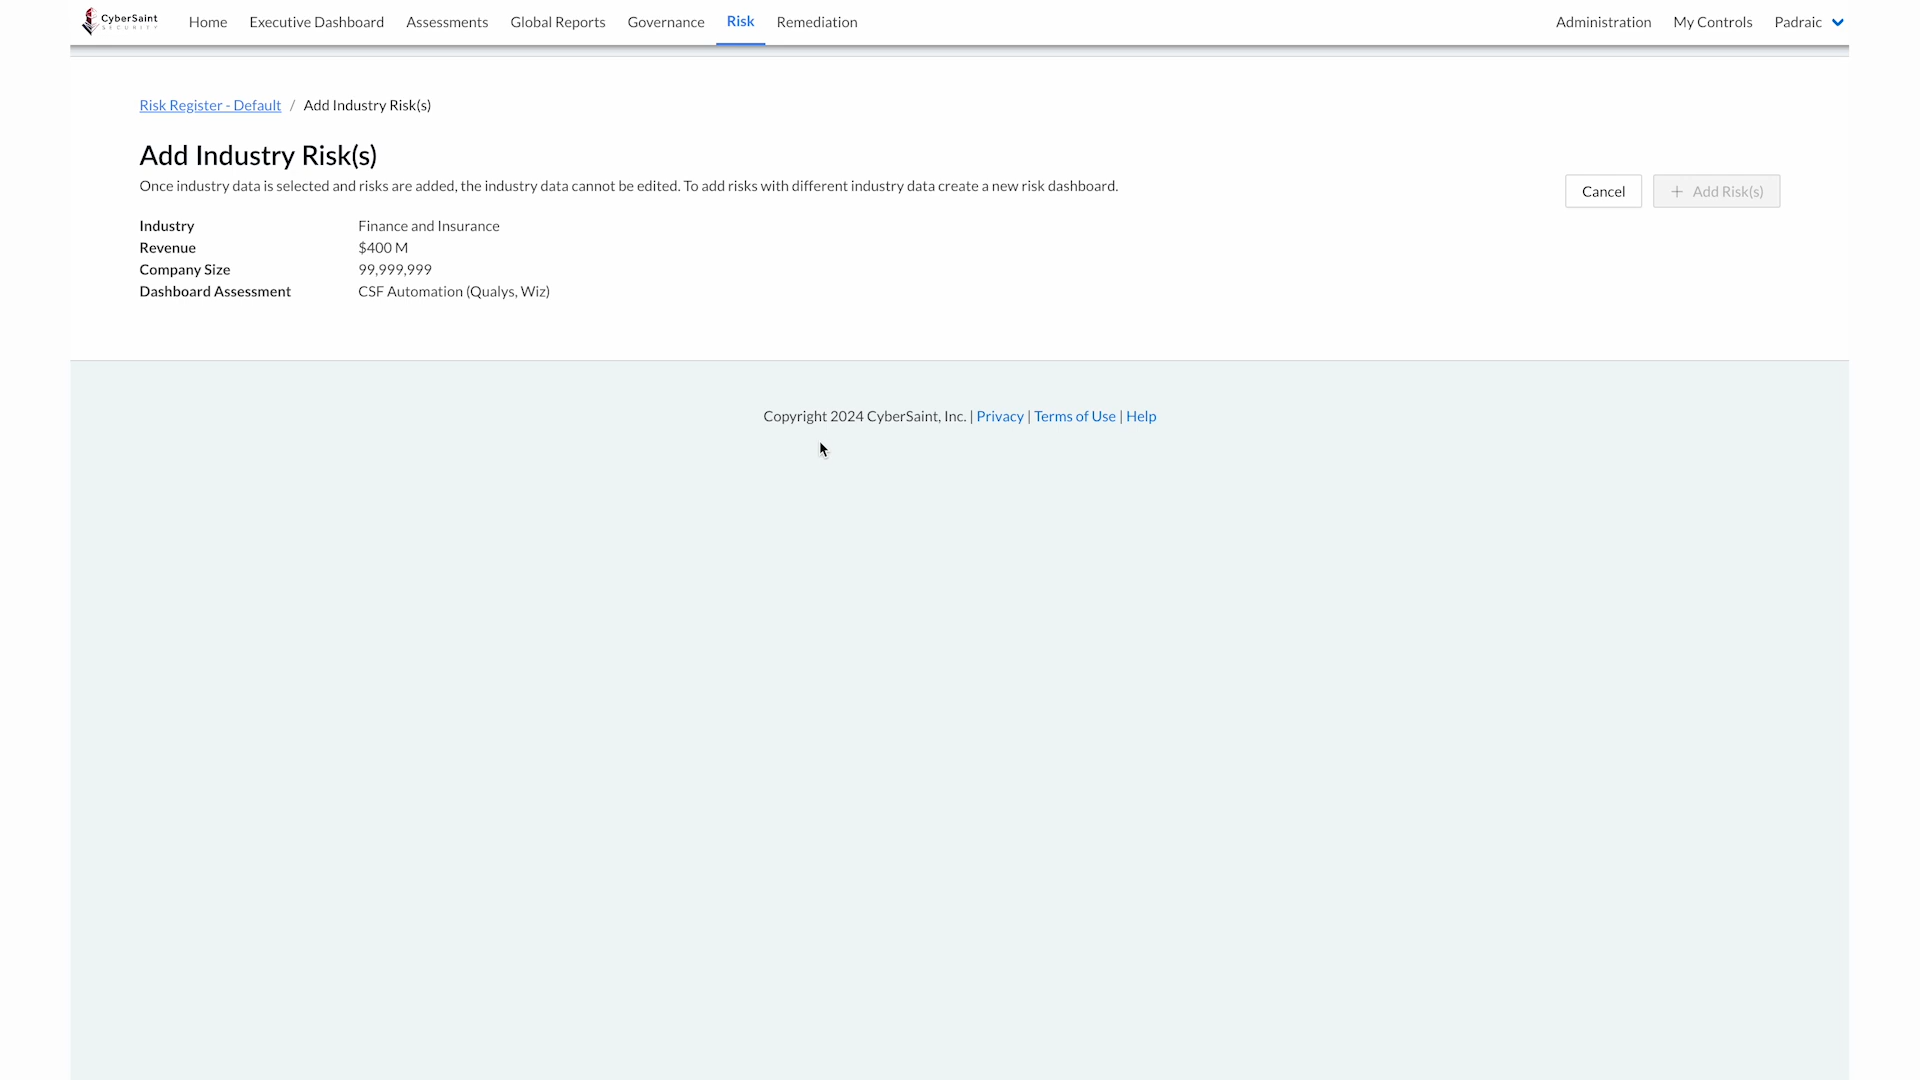 CyberSaint
SECURITY
Home Executive Dashboard Assessments Global Reports Governance Risk Remediation Administration My Controls Padraic
Risk Register - Default / Add Industry Risk(s)
Add Industry Risk(s)
Once industry data is selected and risks are added, the industry data cannot be edited. To add risks with different industry data create a new risk dashboard.
Cancel + Add Risk(s)
Industry Finance and Insurance
Revenue $400 M
Company Size 99,999,999
Dashboard Assessment CSF Automation (Qualys, Wiz)
Copyright 2024 CyberSaint, Inc. | Privacy | Terms of Use | Help